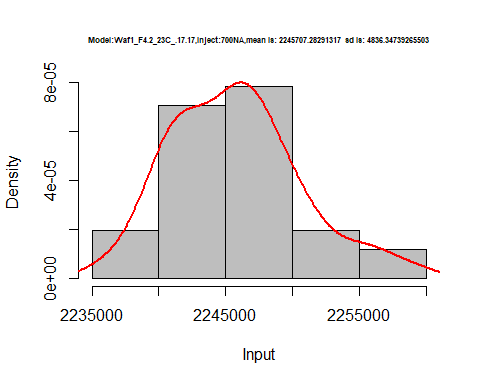 Model:Waf1_F4.2_23C_.17.17,Inject:700NA,mean is: 2245707.28291317 sd is: 4836.34739265503
8e-05
4e-05
0e+00
Density
2235000 2245000 2255000
Input